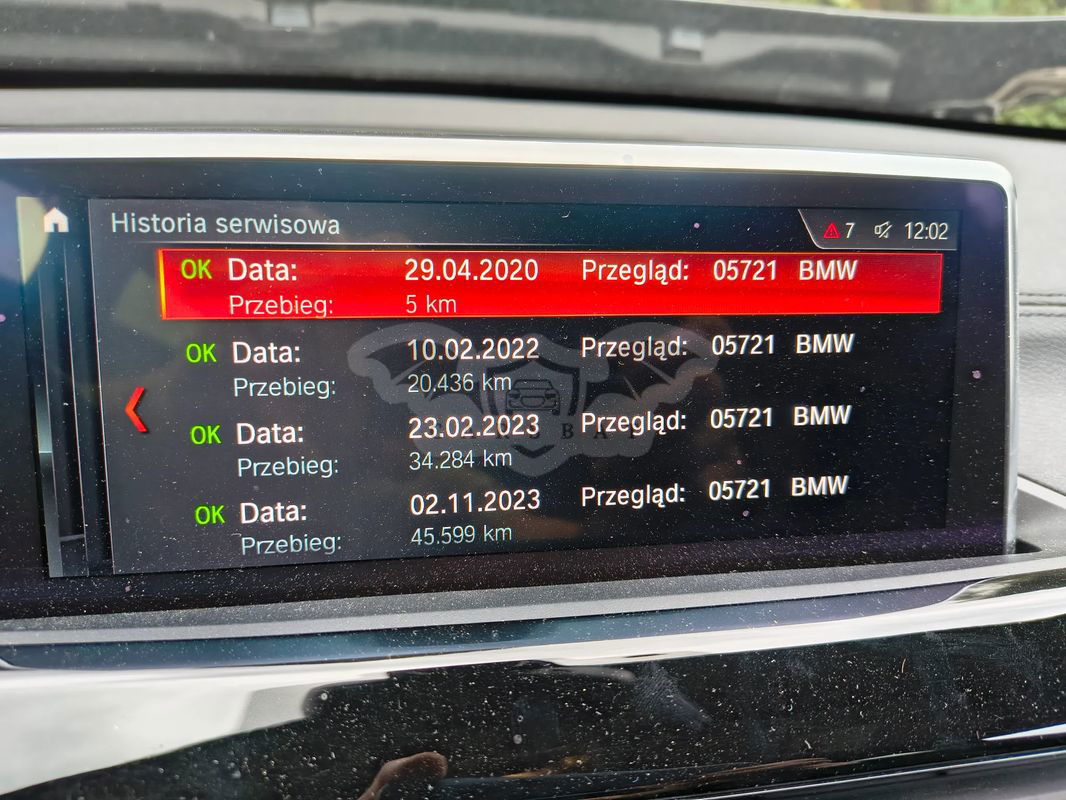 Historia serwisowa
7 12:02
OK Data: 29.04.2020 Przegląd: 05721 BMW
Przebieg: 5 km
OK Data: 10.02.2022 Przegląd: 05721 BMW
Przebieg: 20.436 km
OK Data: 23.02.2023 Przegląd: 05721 BMW
Przebieg: 34.284 km
OK Data: 02.11.2023 Przegląd: 05721 BMW
Przebieg: 45.599 km